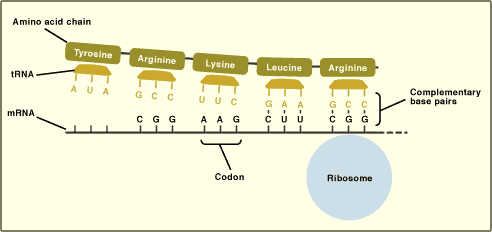 Amino acid chain
Tyrosine Arginine Lysine Leucine Arginine
tRNA
A U A G C C U U C G A A G C C
Complementary
base pairs
mRNA
C G G A A G C U U C G G
Codon
Ribosome